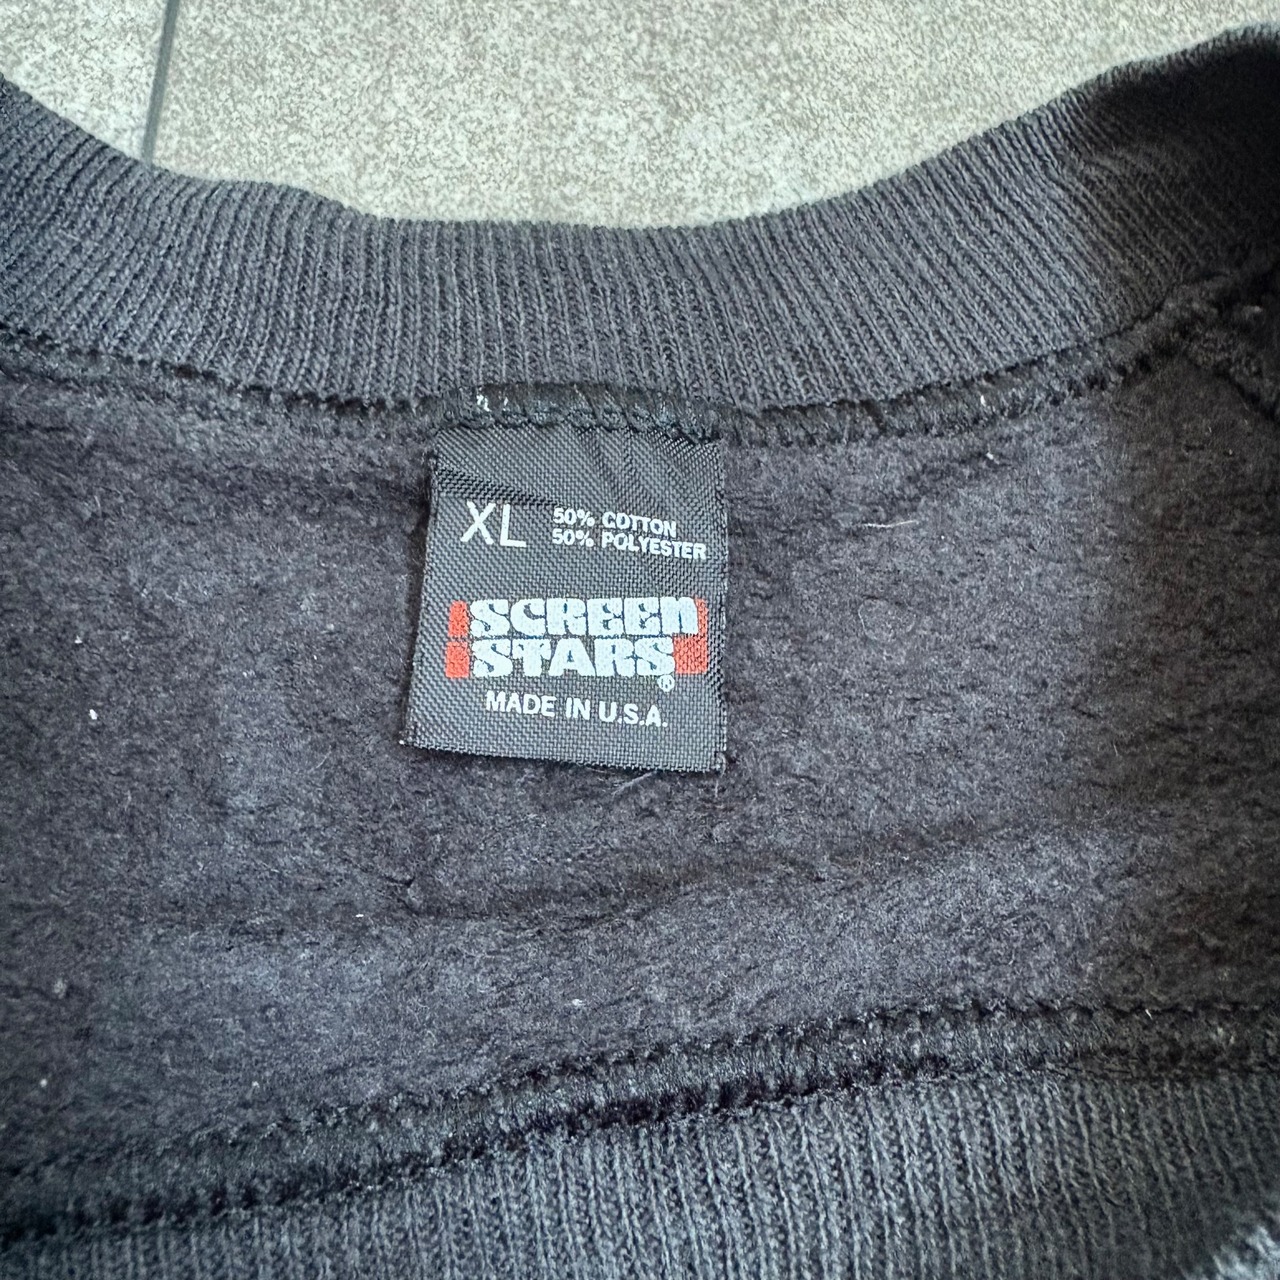 XL
50% COTTON
50% POLYESTER
SCREEN
STARS®
MADE IN U.S.A.